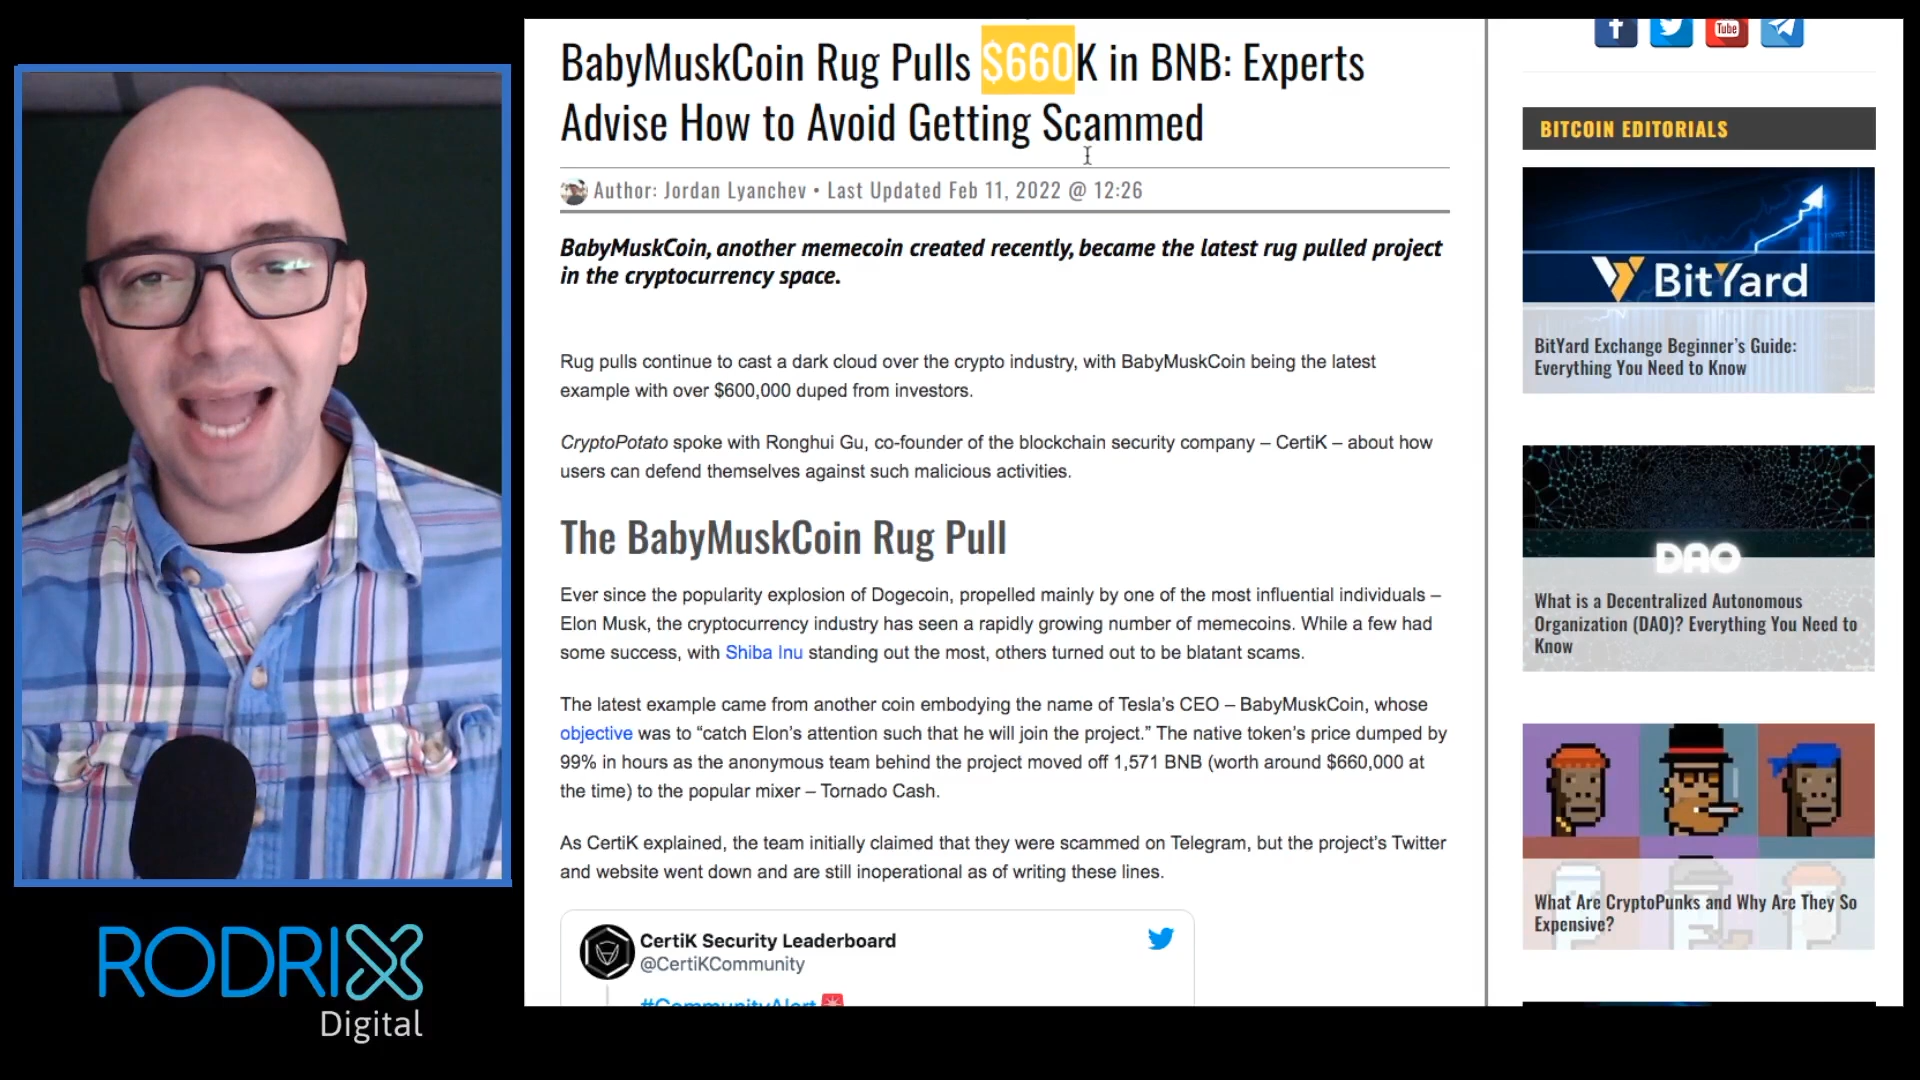 BabyMuskCoin Rug Pulls $660K in BNB: Experts
Advise How to Avoid Getting Scammed
Author: Jordan Lyanchev • Last Updated Feb 11, 2022 @ 12:26
BabyMuskCoin, another memecoin created recently, became the latest rug pulled project
in the cryptocurrency space.
Rug pulls continue to cast a dark cloud over the crypto industry, with BabyMuskCoin being the latest
example with over $600,000 duped from investors.
CryptoPotato spoke with Ronghui Gu, co-founder of the blockchain security company – CertiK – about how
users can defend themselves against such malicious activities.
The BabyMuskCoin Rug Pull
Ever since the popularity explosion of Dogecoin, propelled mainly by one of the most influential individuals –
Elon Musk, the cryptocurrency industry has seen a rapidly growing number of memecoins. While a few had
some success, with Shiba Inu standing out the most, others turned out to be blatant scams.
The latest example came from another coin embodying the name of Tesla's CEO – BabyMuskCoin, whose
objective was to “catch Elon's attention such that he will join the project.” The native token's price dumped by
99% in hours as the anonymous team behind the project moved off 1,571 BNB (worth around $660,000 at
the time) to the popular mixer – Tornado Cash.
As CertiK explained, the team initially claimed that they were scammed on Telegram, but the project's Twitter
and website went down and are still inoperational as of writing these lines.
CertiK Security Leaderboard
@CertiKCommunity
#CommunityAlert
Tube
BITCOIN EDITORIALS
BitYard
BitYard Exchange Beginner's Guide:
Everything You Need to Know
DAO
What is a Decentralized Autonomous
Organization (DAO)? Everything You Need to
Know
What Are CryptoPunks and Why Are They So
Expensive?
RODRIX
Digital